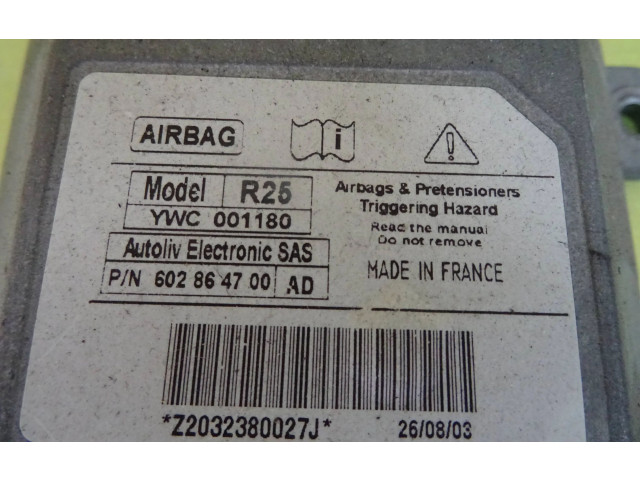 AIRBAG
i
!
Model R25
YWC 001180
Autoliv Electronic SAS
P/N 602 86 47 00 AD
Airbags & Pretensioners
Triggering Hazard
Read the manual
Do not remove
MADE IN FRANCE
*Z2032380027J*
26/08/03